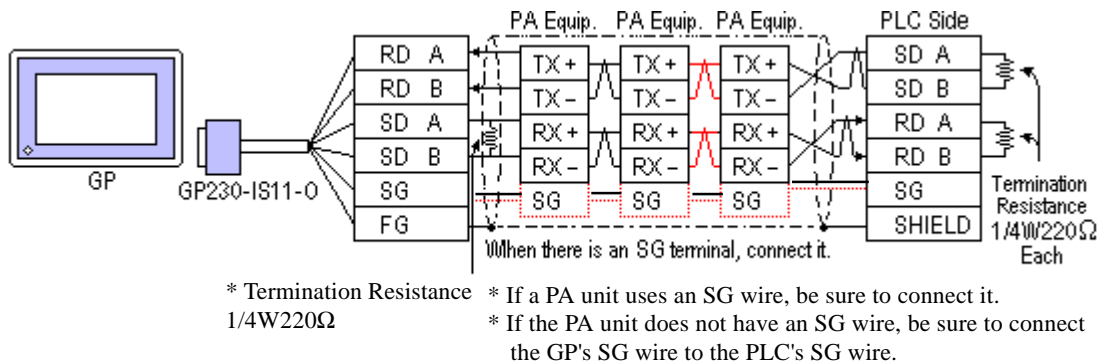 PA Equip. PA Equip. PA Equip. PLC Side
RD A TX+ TX+ TX+ SD A
RD B TX- TX- TX- SD B
SD A RX+ RX+ RX+ RD A
SD B RX- RX- RX- RD B
SG SG SG SG SG
FG SHIELD
GP
GP230-IS11-O
Termination
Resistance
1/4W220Ω
Each
When there is an SG terminal, connect it.
* Termination Resistance
1/4W220Ω
* If a PA unit uses an SG wire, be sure to connect it.
* If the PA unit does not have an SG wire, be sure to connect
the GP's SG wire to the PLC's SG wire.